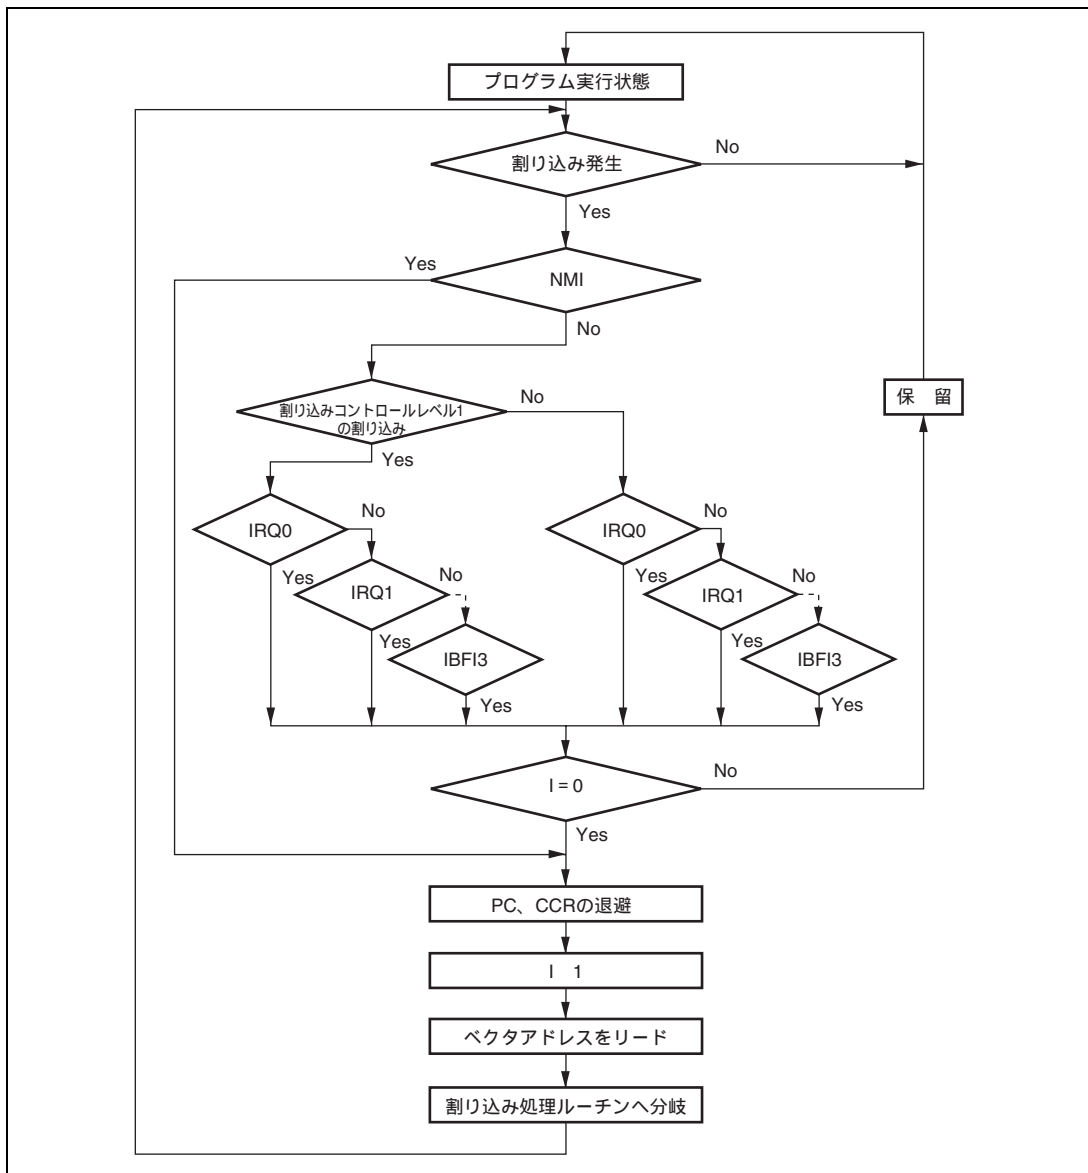 プログラム実行状態
割り込み発生
No
Yes
Yes
NMI
No
割り込みコントロールレベル1
の割り込み
No
Yes
保 留
IRQ0
No
Yes
IRQ1
No
Yes
IBFI3
Yes
IRQ0
No
Yes
IRQ1
No
Yes
IBFI3
Yes
I = 0
No
Yes
PC、CCRの退避
I 1
ベクタアドレスをリード
割り込み処理ルーチンへ分岐